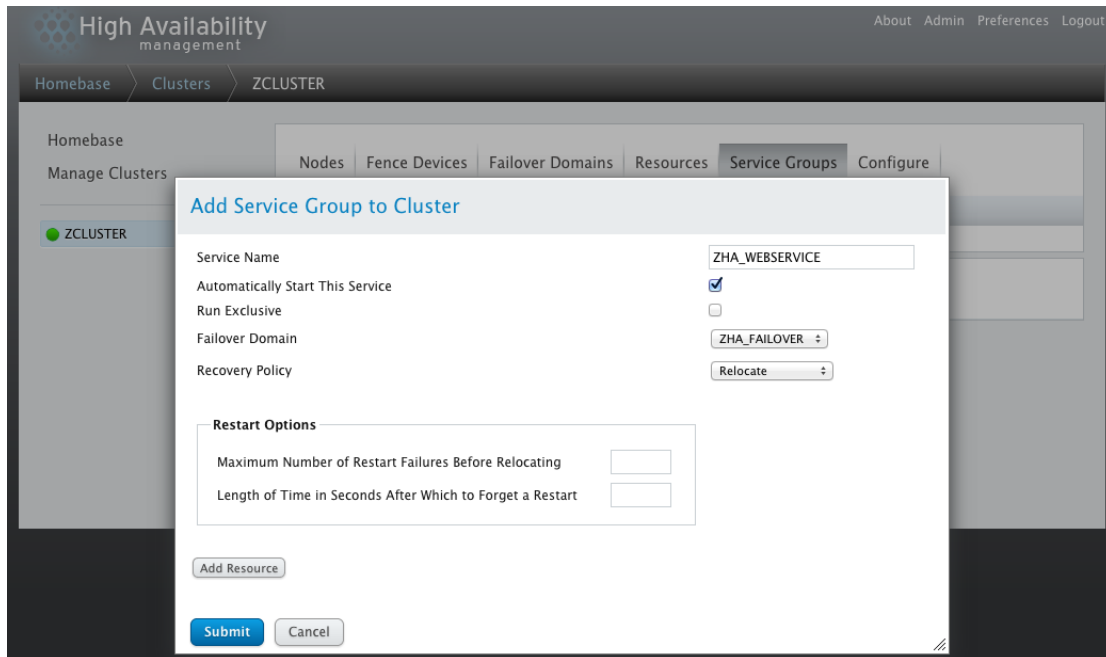 High Availability
management
About Admin Preferences Logout
Homebase Clusters ZCLUSTER
Homebase
Manage Clusters
Nodes Fence Devices Failover Domains Resources Service Groups Configure
ZCLUSTER
Add Service Group to Cluster
Service Name ZHA_WEBSERVICE
Automatically Start This Service
Run Exclusive
Failover Domain ZHA_FAILOVER
Recovery Policy Relocate
Restart Options
Maximum Number of Restart Failures Before Relocating
Length of Time in Seconds After Which to Forget a Restart
Add Resource
Submit Cancel